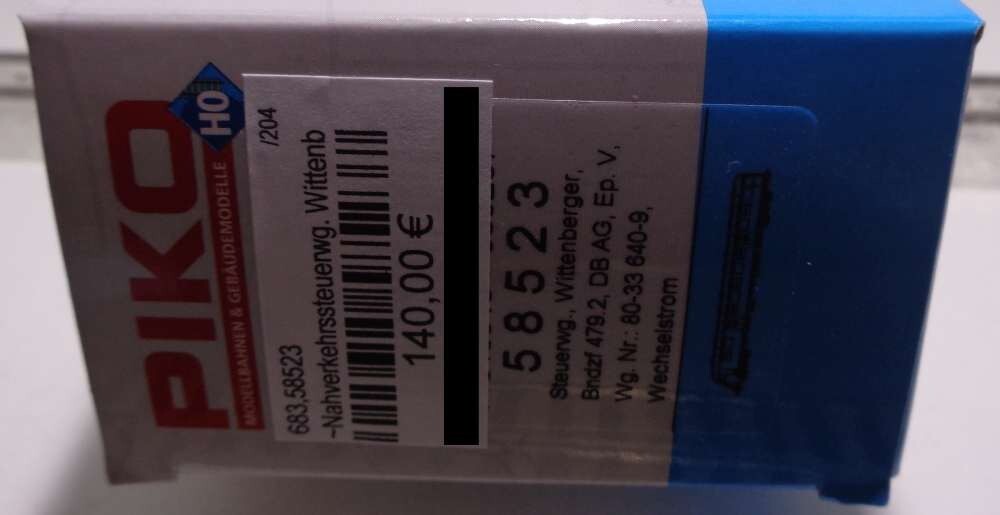 PIKO
H0
MODELLBAHNEN & GEBÄUDEMODELLE
/204
683,58523
~Nahverkehrssteuerwg. Wittenb
140,00 €
58523
Steuerwg., Wittenberger,
Bndzf 479.2, DB AG, Ep. V,
Wg. Nr.: 80-33 640-9,
Wechselstrom